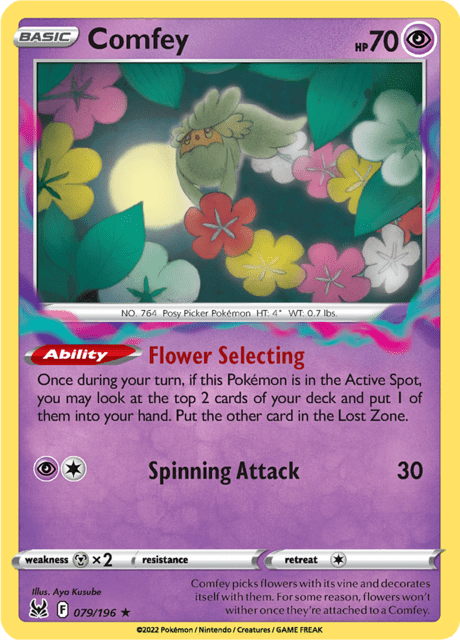 BASIC Comfey HP70
NO. 764 Posy Picker Pokémon HT: 4" WT: 0.7 lbs.
Ability Flower Selecting
Once during your turn, if this Pokémon is in the Active Spot,
you may look at the top 2 cards of your deck and put 1 of
them into your hand. Put the other card in the Lost Zone.
Spinning Attack 30
weakness ×2 resistance retreat
Comfey picks flowers with its vine and decorates
itself with them. For some reason, flowers won't
wither once they're attached to a Comfey.
Illus. Ayo Kusube
F 079/196 ★
©2022 Pokémon / Nintendo / Creatures / GAME FREAK